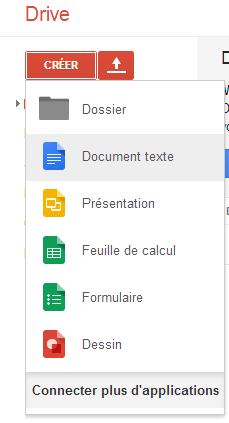 Drive
CRÉER
Dossier
Document texte
Présentation
Feuille de calcul
Formulaire
Dessin
Connecter plus d'applications